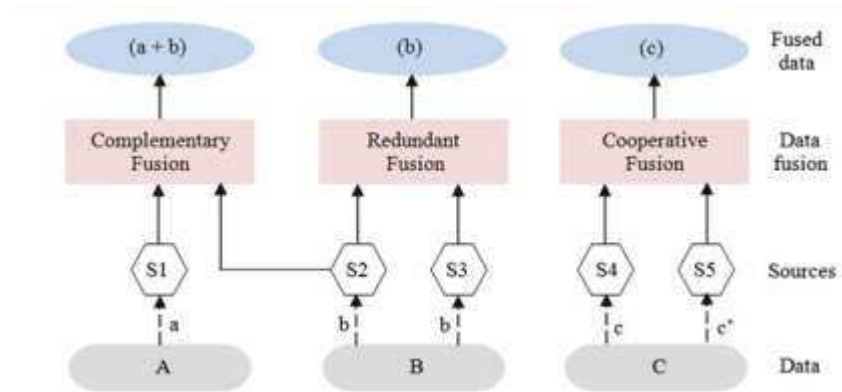 (a + b)
(b)
(c)
Fused
data
Complementary
Fusion
Redundant
Fusion
Cooperative
Fusion
Data
fusion
S1
S2
S3
S4
S5
Sources
a
b
b
c
c*
A
B
C
Data